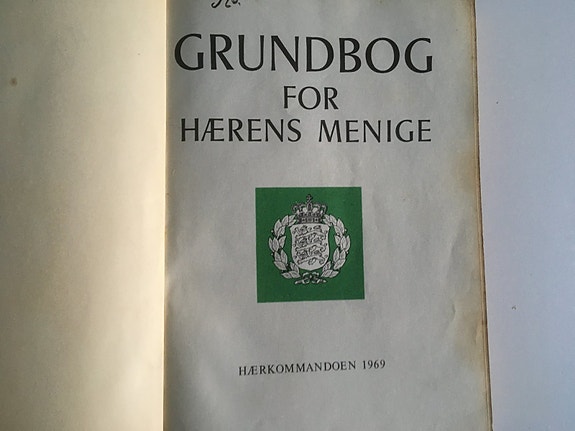 GRUNDBOG
FOR
HÆRENS MENIGE
HÆRKOMMANDOEN 1969